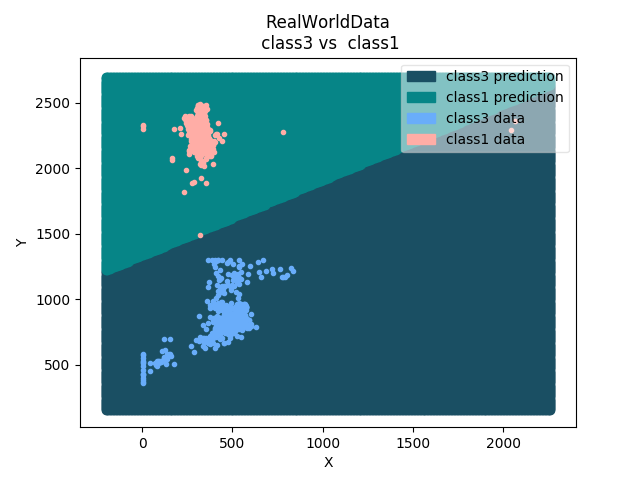 RealWorldData
class3 vs  class1
class3 prediction
class1 prediction
class3 data
class1 data
2500
2000
1500
1000
500
Y
0
500
1000
1500
2000
X